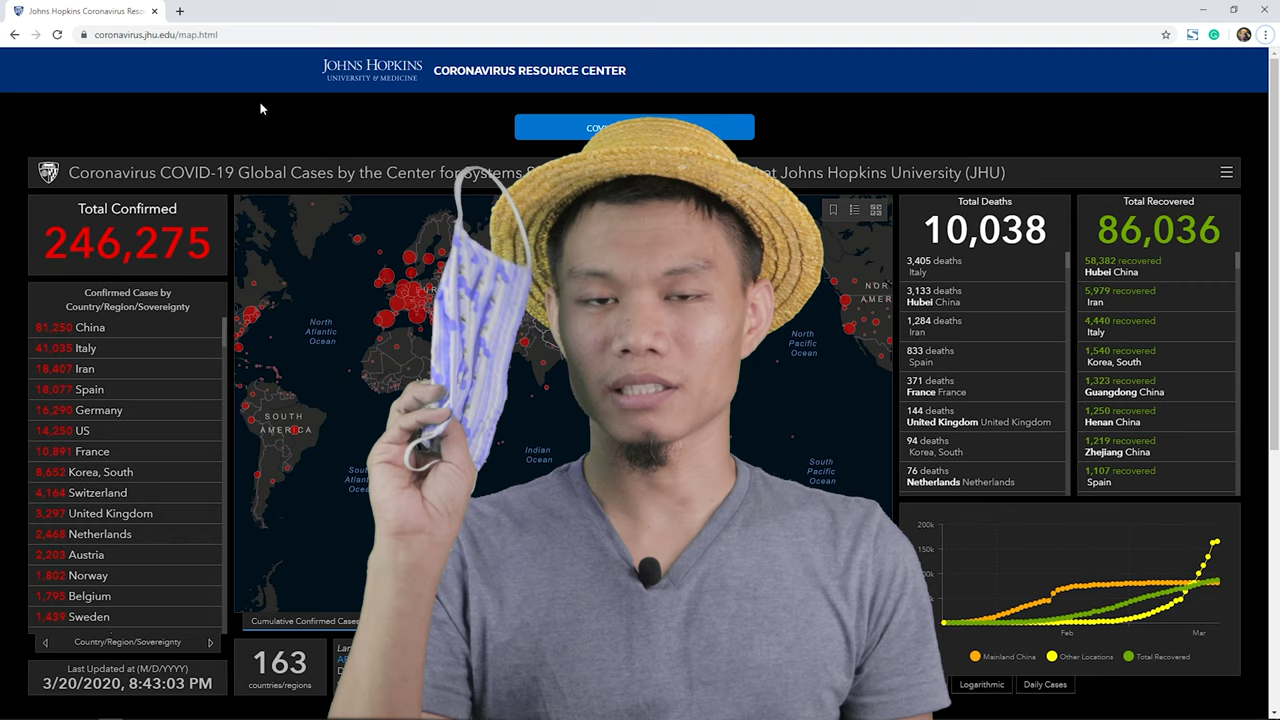 Johns Hopkins Coronavirus Reso
coronavirus.jhu.edu/map.html
JOHNS HOPKINS
UNIVERSITY & MEDICINE
CORONAVIRUS RESOURCE CENTER
Coronavirus COVID-19 Global Cases by the Center for Systems S
at Johns Hopkins University (JHU)
Total Confirmed
246,275
Confirmed Cases by
Country/Region/Sovereignty
81,250 China
41,035 Italy
18,407 Iran
18,077 Spain
16,290 Germany
14,250 US
10,891 France
8,652 Korea, South
4,164 Switzerland
3,297 United Kingdom
2,468 Netherlands
2,203 Austria
1,802 Norway
1,795 Belgium
1,439 Sweden
Country/Region/Sovereignty
Last Updated at (M/D/YYYY)
3/20/2020, 8:43:03 PM
North
Atlantic
Ocean
SOUTH
AMERICA
Indian
Ocean
North
Pacific
Ocean
South
Pacific
Ocean
Cumulative Confirmed Cases
163
countries/regions
Total Deaths
10,038
3,405 deaths
Italy
3,133 deaths
Hubei China
1,284 deaths
Iran
833 deaths
Spain
371 deaths
France France
144 deaths
United Kingdom United Kingdom
94 deaths
Korea, South
76 deaths
Netherlands Netherlands
Total Recovered
86,036
58,382 recovered
Hubei China
5,979 recovered
Iran
4,440 recovered
Italy
1,540 recovered
Korea, South
1,323 recovered
Guangdong China
1,250 recovered
Henan China
1,219 recovered
Zhejiang China
1,107 recovered
Spain
200k
150k
50k
0
Feb
Mar
Mainland China
Other Locations
Total Recovered
Logarithmic
Daily Cases